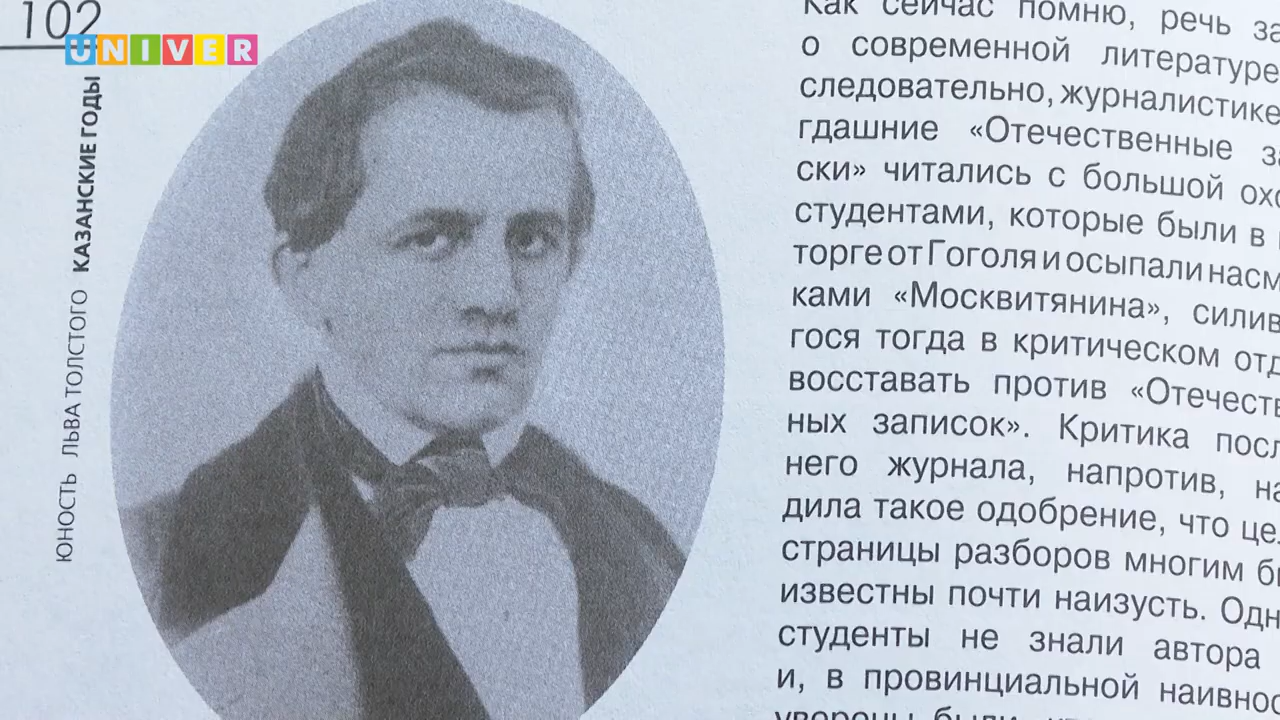 102
UNIVER
ЮНОСТЬ ЛЬВА ТОЛСТОГО КАЗАНСКИЕ ГОДЫ
Как сейчас помню, речь за
о современной литературе
следовательно, журналистике
гдашние «Отечественные за
ски» читались с большой охо
студентами, которые были в
торге от Гоголя и осыпали насм
ками «Москвитянина», силив
гося тогда в критическом отд
восставать против «Отечеств
ных записок». Критика посл
него журнала, напротив, на
дила такое одобрение, что цел
страницы разборов многим бы
известны почти наизусть. Одн
студенты не знали автора
и, в провинциальной наивнос